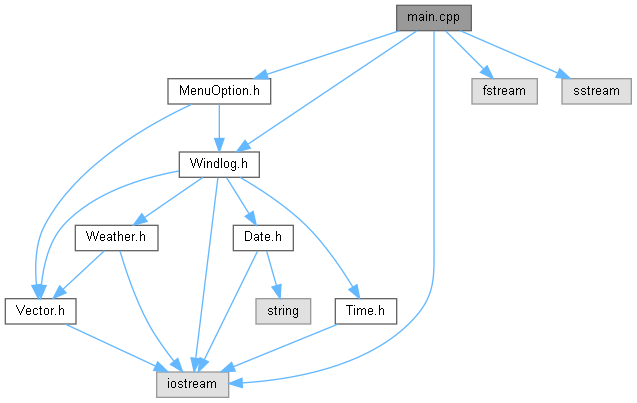 main.cpp
MenuOption.h
fstream
sstream
Windlog.h
Weather.h
Date.h
Vector.h
string
Time.h
iostream